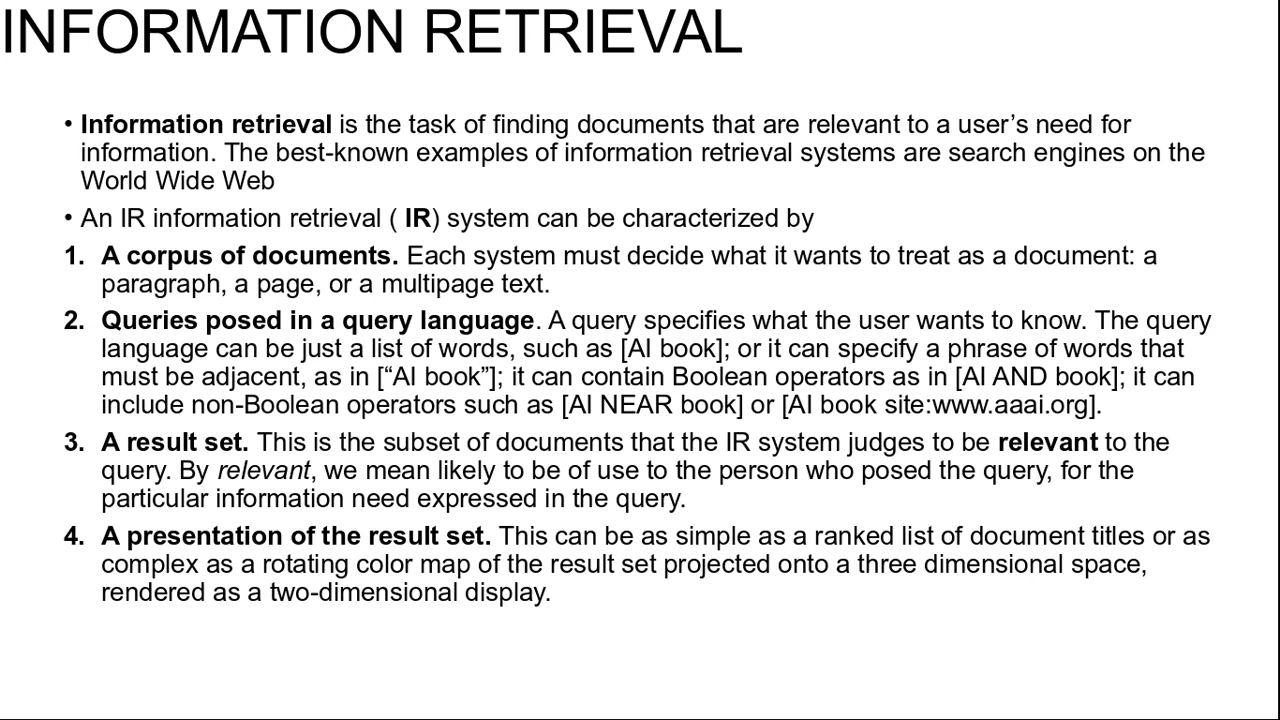 INFORMATION RETRIEVAL
• Information retrieval is the task of finding documents that are relevant to a user’s need for
information. The best-known examples of information retrieval systems are search engines on the
World Wide Web
• An IR information retrieval ( IR) system can be characterized by
1. A corpus of documents. Each system must decide what it wants to treat as a document: a
paragraph, a page, or a multipage text.
2. Queries posed in a query language. A query specifies what the user wants to know. The query
language can be just a list of words, such as [AI book]; or it can specify a phrase of words that
must be adjacent, as in [“AI book”]; it can contain Boolean operators as in [AI AND book]; it can
include non-Boolean operators such as [AI NEAR book] or [AI book site:www.aaai.org].
3. A result set. This is the subset of documents that the IR system judges to be relevant to the
query. By relevant, we mean likely to be of use to the person who posed the query, for the
particular information need expressed in the query.
4. A presentation of the result set. This can be as simple as a ranked list of document titles or as
complex as a rotating color map of the result set projected onto a three dimensional space,
rendered as a two-dimensional display.